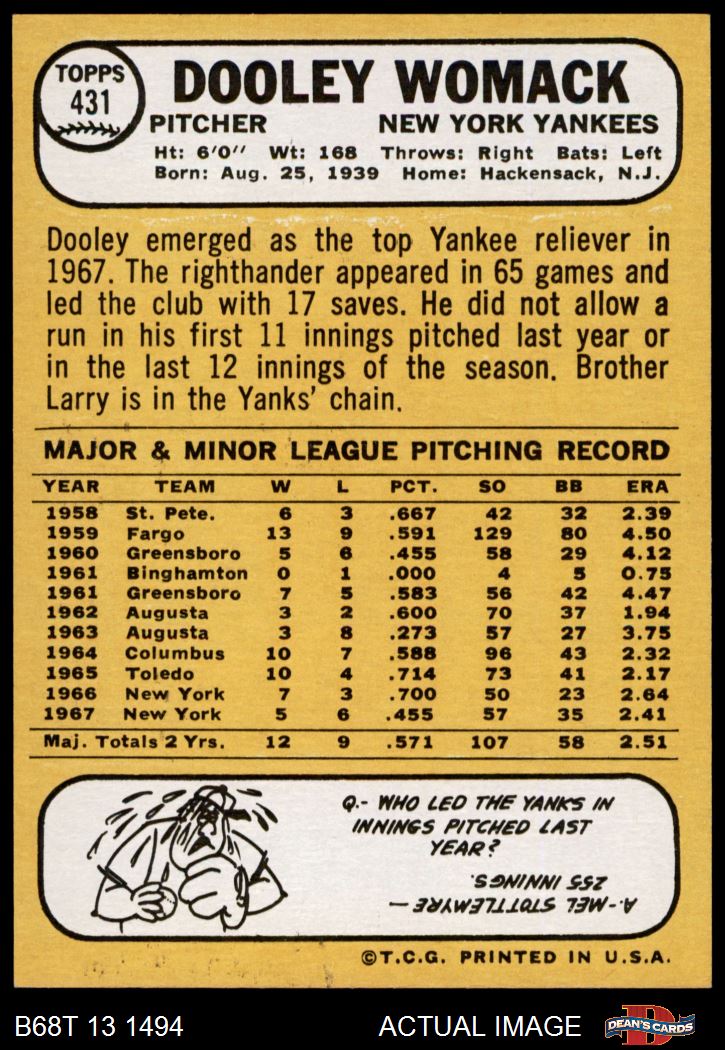 TOPPS
431
DOOLEY WOMACK
PITCHER NEW YORK YANKEES
Ht: 6'0'' Wt: 168 Throws: Right Bats: Left
Born: Aug. 25, 1939 Home: Hackensack, N.J.
Dooley emerged as the top Yankee reliever in
1967. The righthander appeared in 65 games and
led the club with 17 saves. He did not allow a
run in his first 11 innings pitched last year or
in the last 12 innings of the season. Brother
Larry is in the Yanks' chain.
MAJOR & MINOR LEAGUE PITCHING RECORD
YEAR TEAM W L PCT. SO BB ERA
1958 St. Pete. 6 3 .667 42 32 2.39
1959 Fargo 13 9 .591 129 80 4.50
1960 Greensboro 5 6 .455 58 29 4.12
1961 Binghamton 0 1 .000 4 5 0.75
1961 Greensboro 7 5 .583 56 42 4.47
1962 Augusta 3 2 .600 70 37 1.94
1963 Augusta 3 8 .273 57 27 3.75
1964 Columbus 10 7 .588 96 43 2.32
1965 Toledo 10 4 .714 73 41 2.17
1966 New York 7 3 .700 50 23 2.64
1967 New York 5 6 .455 57 35 2.41
Maj. Totals 2 Yrs. 12 9 .571 107 58 2.51
Q.- WHO LED THE YANKS IN
INNINGS PITCHED LAST
YEAR?
A.- MEL STOTTLEMYRE —
255 INNINGS.
©T.C.G. PRINTED IN U.S.A.
B68T 13 1494 ACTUAL IMAGE DEAN'S CARDS